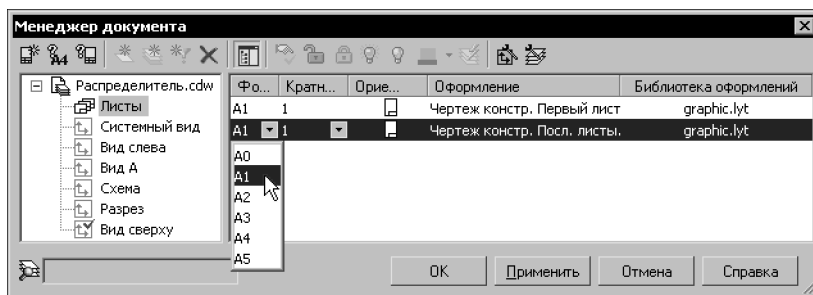 Менеджер документа
A4
Распределитель.cdw
Фо... Кратн... Орие... Оформление Библиотека оформлений
Листы
A1 1 Чертеж констр. Первый лист graphic.lyt
Системный вид
A1 1 Чертеж констр. Посл. листы. graphic.lyt
Вид слева
A0
Вид А
A1
Схема
A2
Разрез
A3
Вид сверху
A4
A5
OK Применить Отмена Справка